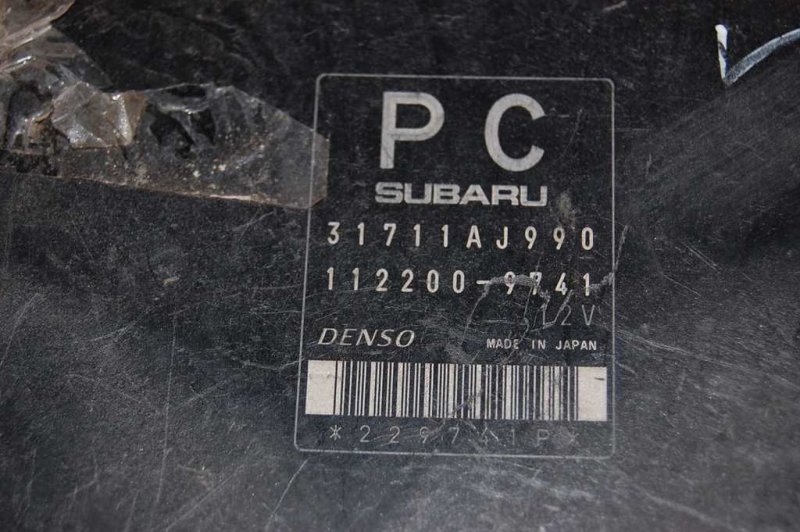 P C
SUBARU
31711AJ990
112200-9741
12V
DENSO MADE IN JAPAN